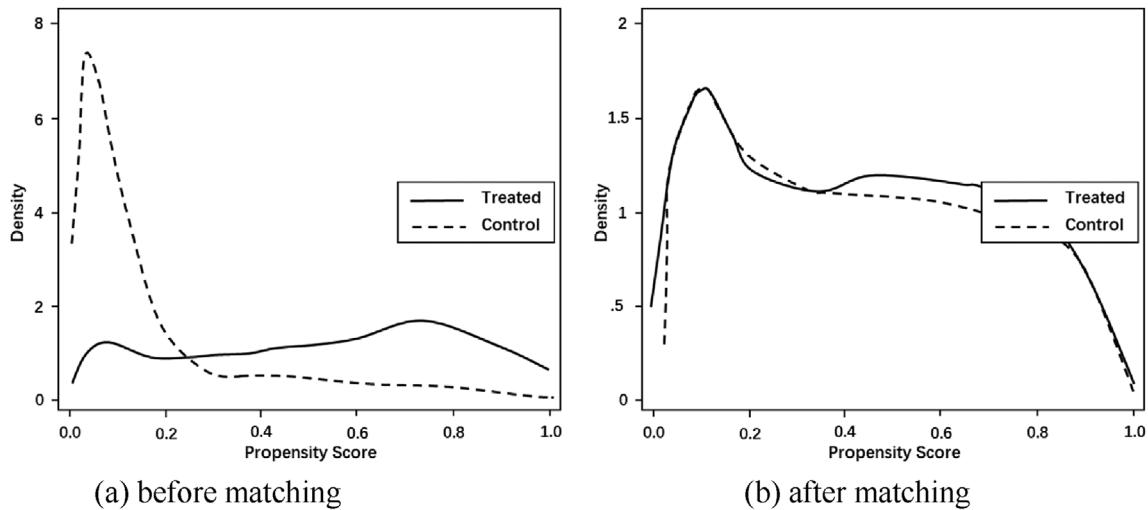 8
6
4
2
0
Density
Treated
Control
0.0 0.2 0.4 0.6 0.8 1.0
Propensity Score
(a) before matching
2
1.5
1
.5
0
Density
Treated
Control
0.0 0.2 0.4 0.6 0.8 1.0
Propensity Score
(b) after matching